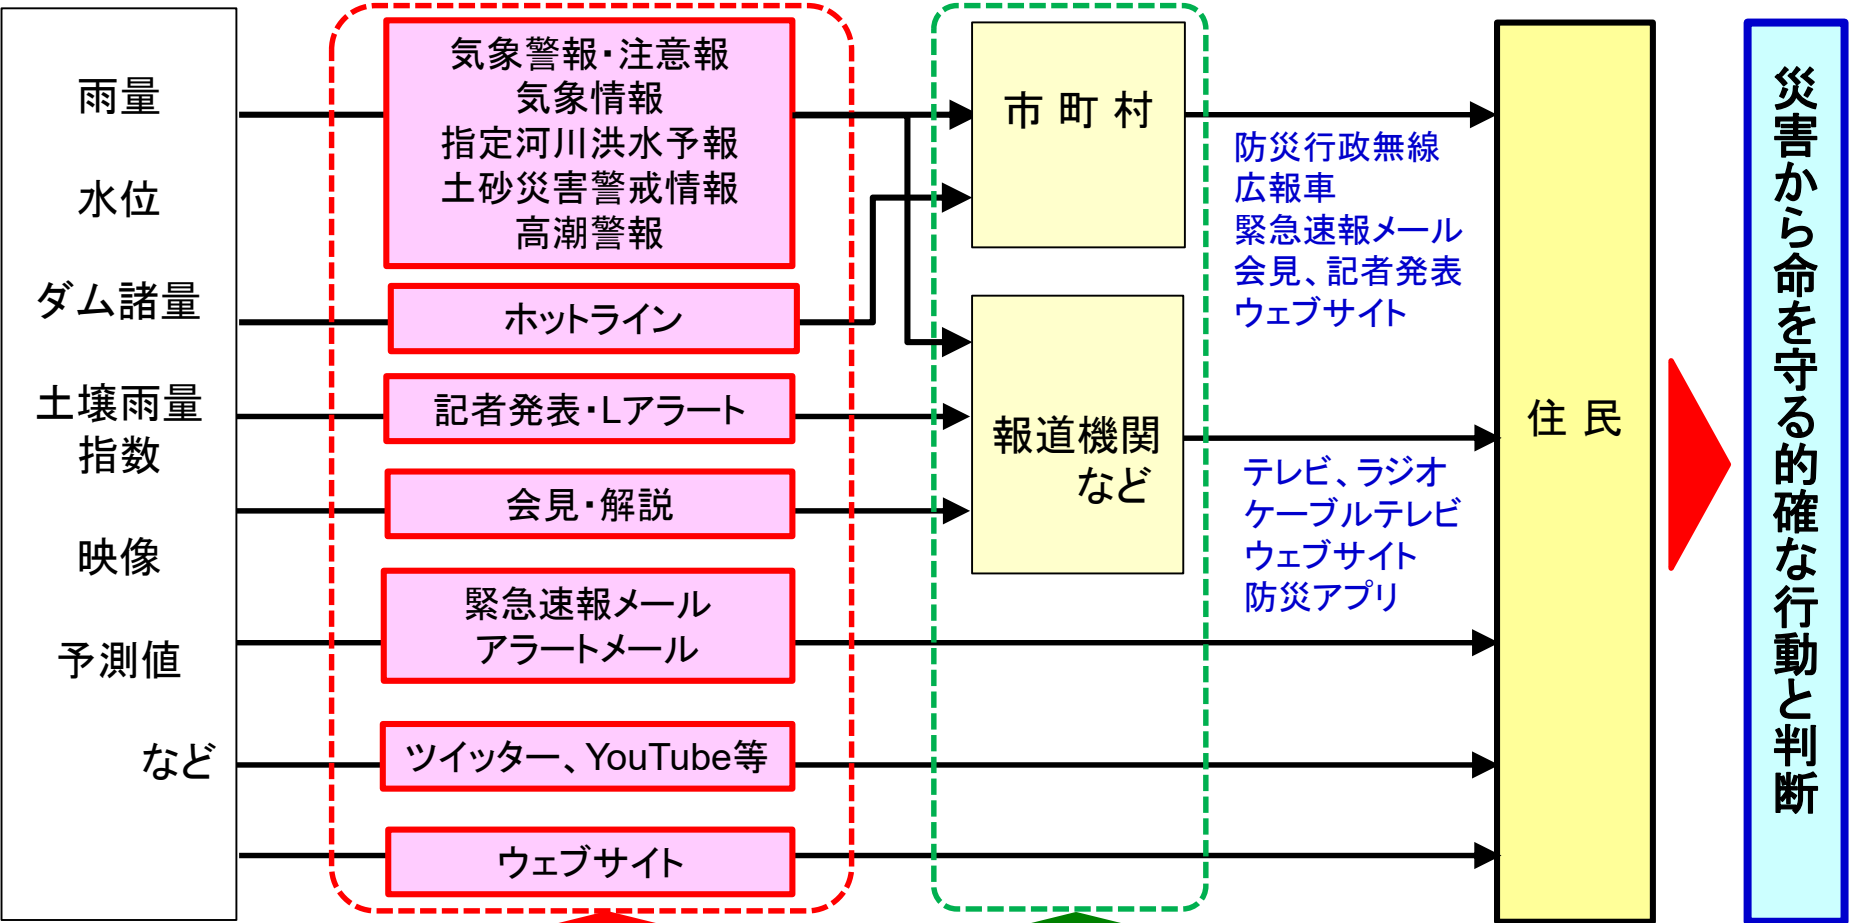 雨量
水位
ダム諸量
土壌雨量
指数
映像
予測値
など
気象警報・注意報
気象情報
指定河川洪水予報
土砂災害警戒情報
高潮警報
ホットライン
記者発表・Lアラート
会見・解説
緊急速報メール
アラートメール
ツイッター、YouTube等
ウェブサイト
市 町 村
報道機関
など
防災行政無線
広報車
緊急速報メール
会見、記者発表
ウェブサイト
テレビ、ラジオ
ケーブルテレビ
ウェブサイト
防災アプリ
住 民
災害から命を守る的確な行動と判断